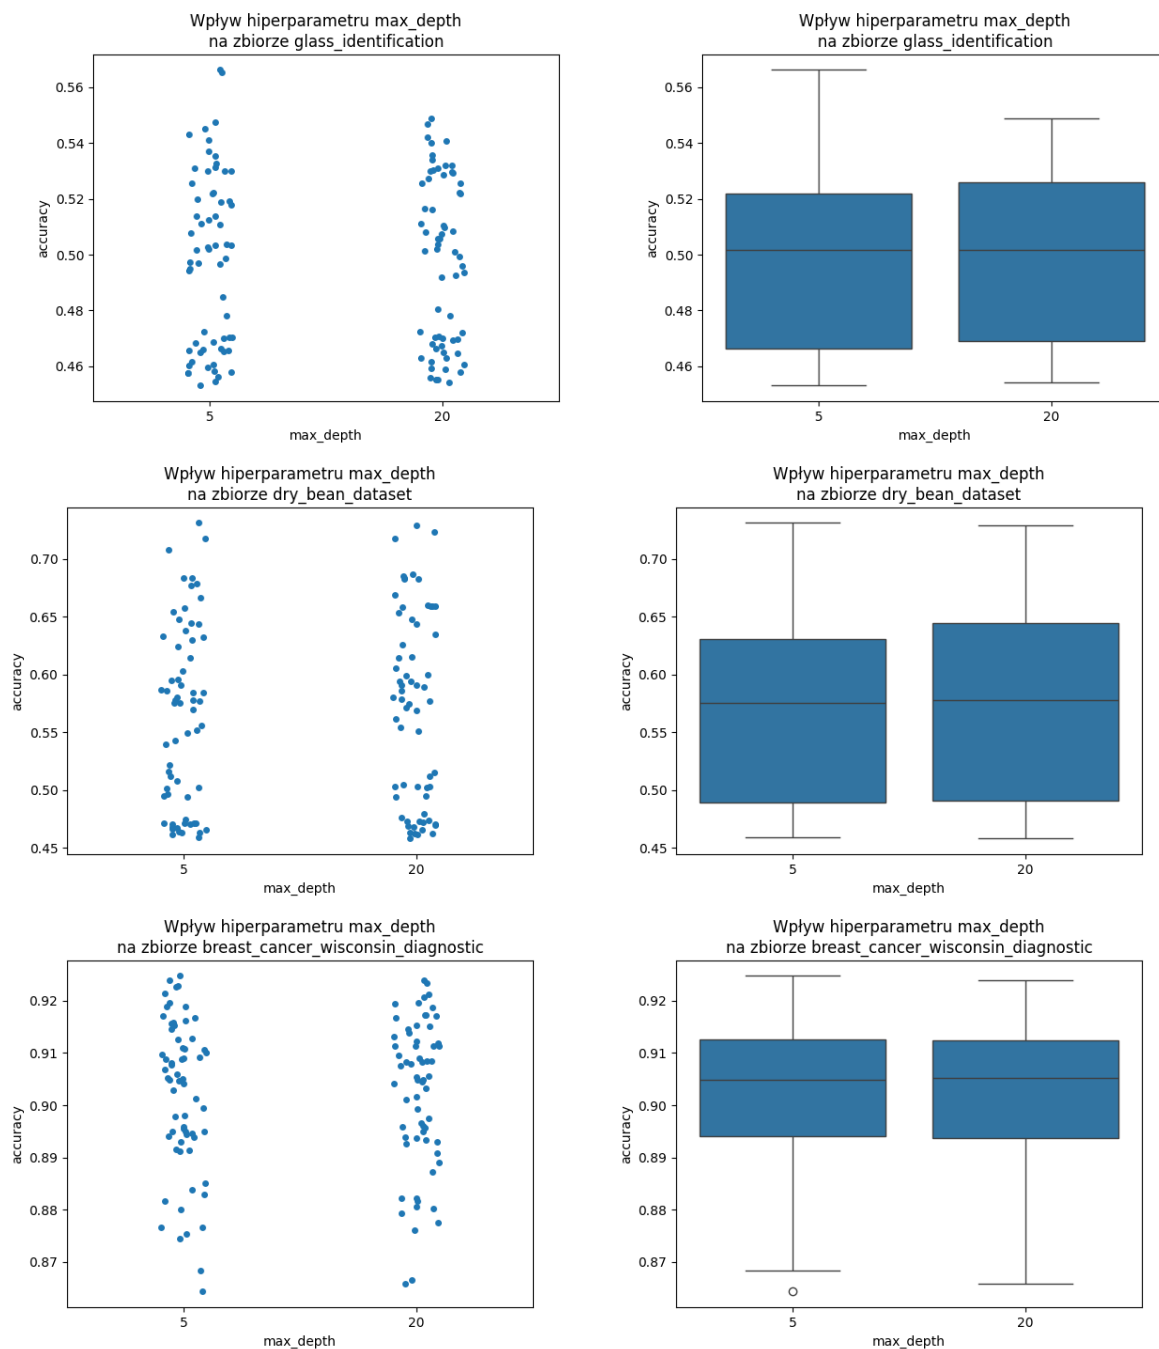 Wpływ hiperparametru max_depth
na zbiorze glass_identification
0.56
0.54
0.52
0.50
0.48
0.46
accuracy
5
20
max_depth
Wpływ hiperparametru max_depth
na zbiorze glass_identification
0.56
0.54
0.52
0.50
0.48
0.46
accuracy
5
20
max_depth
Wpływ hiperparametru max_depth
na zbiorze dry_bean_dataset
0.70
0.65
0.60
0.55
0.50
0.45
accuracy
5
20
max_depth
Wpływ hiperparametru max_depth
na zbiorze dry_bean_dataset
0.70
0.65
0.60
0.55
0.50
0.45
accuracy
5
20
max_depth
Wpływ hiperparametru max_depth
na zbiorze breast_cancer_wisconsin_diagnostic
0.92
0.91
0.90
0.89
0.88
0.87
accuracy
5
20
max_depth
Wpływ hiperparametru max_depth
na zbiorze breast_cancer_wisconsin_diagnostic
0.92
0.91
0.90
0.89
0.88
0.87
accuracy
5
20
max_depth